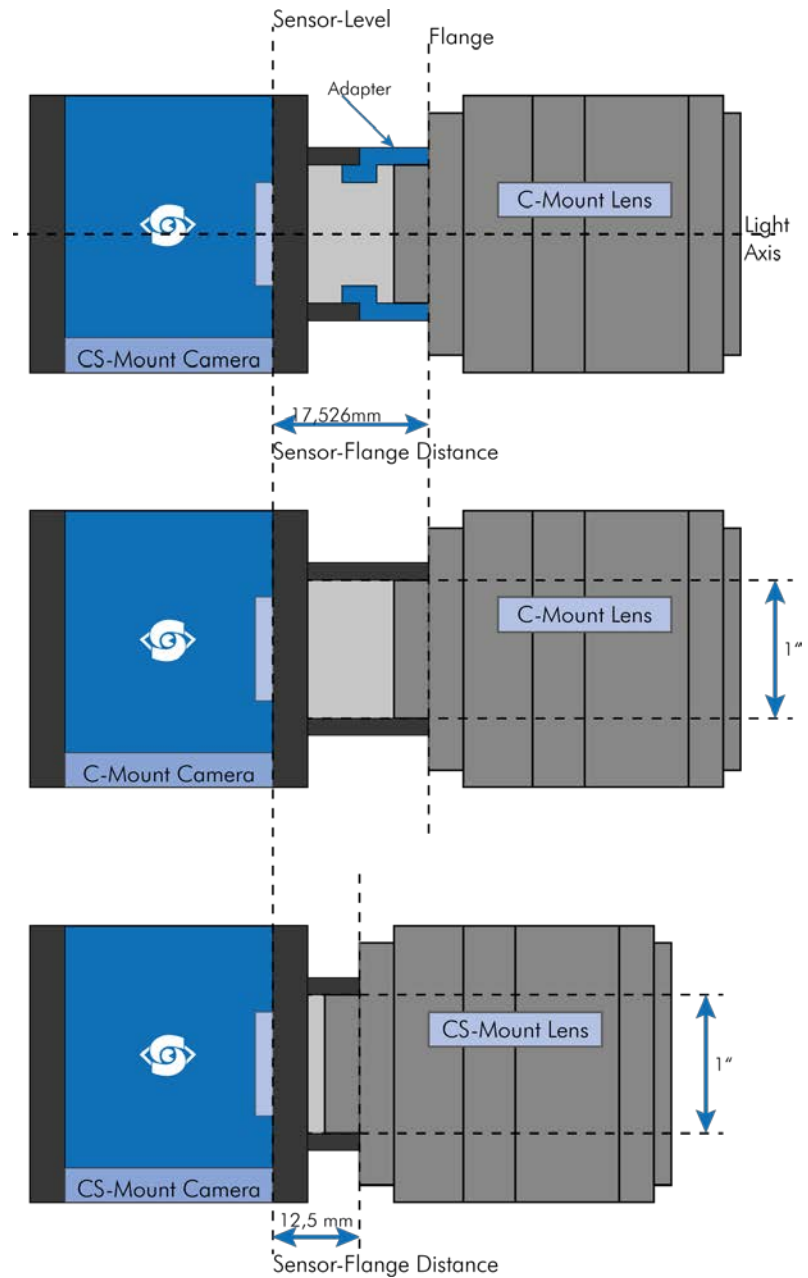 Sensor-Level
Flange
Adapter
C-Mount Lens
Light
Axis
CS-Mount Camera
17,526mm
Sensor-Flange Distance
C-Mount Lens
1“
C-Mount Camera
CS-Mount Lens
1“
CS-Mount Camera
12,5 mm
Sensor-Flange Distance